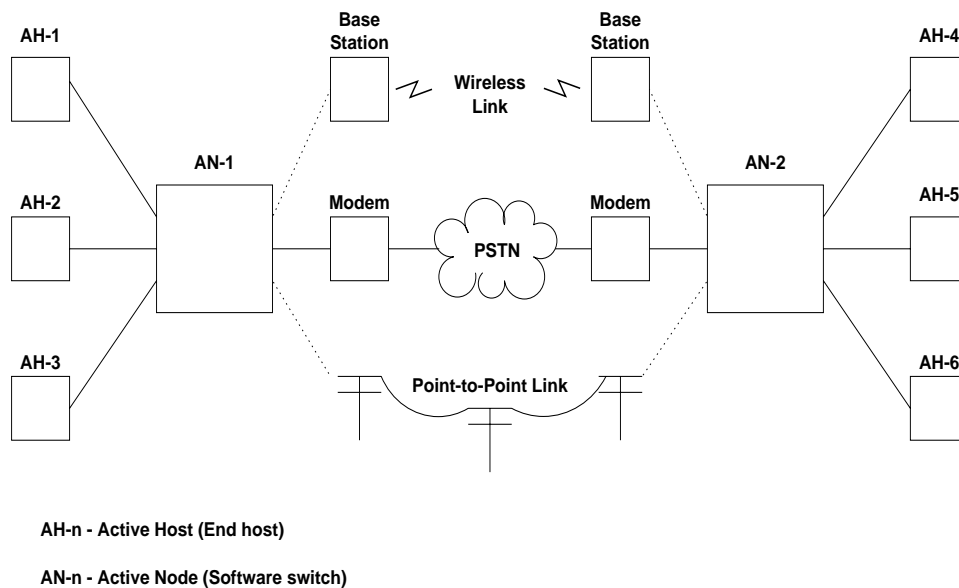 AH-1
Base
Station
Base
Station
AH-4
Wireless
Link
AN-1
AN-2
AH-2
Modem
PSTN
Modem
AH-5
AH-3
Point-to-Point Link
AH-6
AH-n - Active Host (End host)
AN-n - Active Node (Software switch)